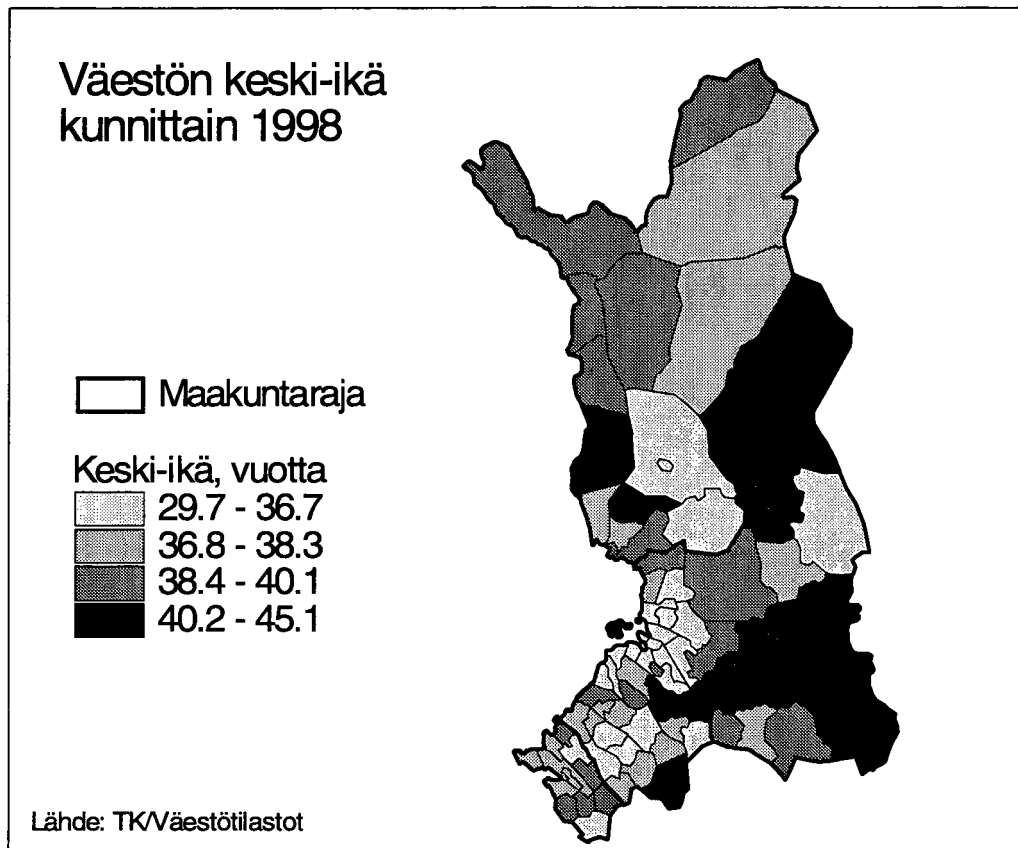 Väestön keski-ikä
kunnittain 1998
Maakuntaraja
Keski-ikä, vuotta
29.7 - 36.7
36.8 - 38.3
38.4 - 40.1
40.2 - 45.1
Lähde: TK/Väestötilastot